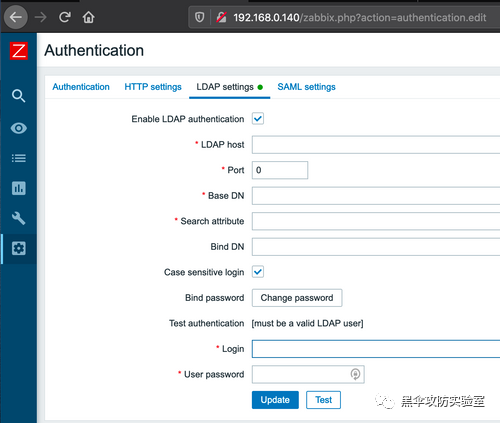 192.168.0.140/zabbix.php?action=authentication.edit
Z
Authentication
Authentication HTTP settings LDAP settings SAML settings
Enable LDAP authentication
* LDAP host
* Port 0
* Base DN
* Search attribute
Bind DN
Case sensitive login
Bind password Change password
Test authentication [must be a valid LDAP user]
* Login
* User password
Update Test
黑伞攻防实验室